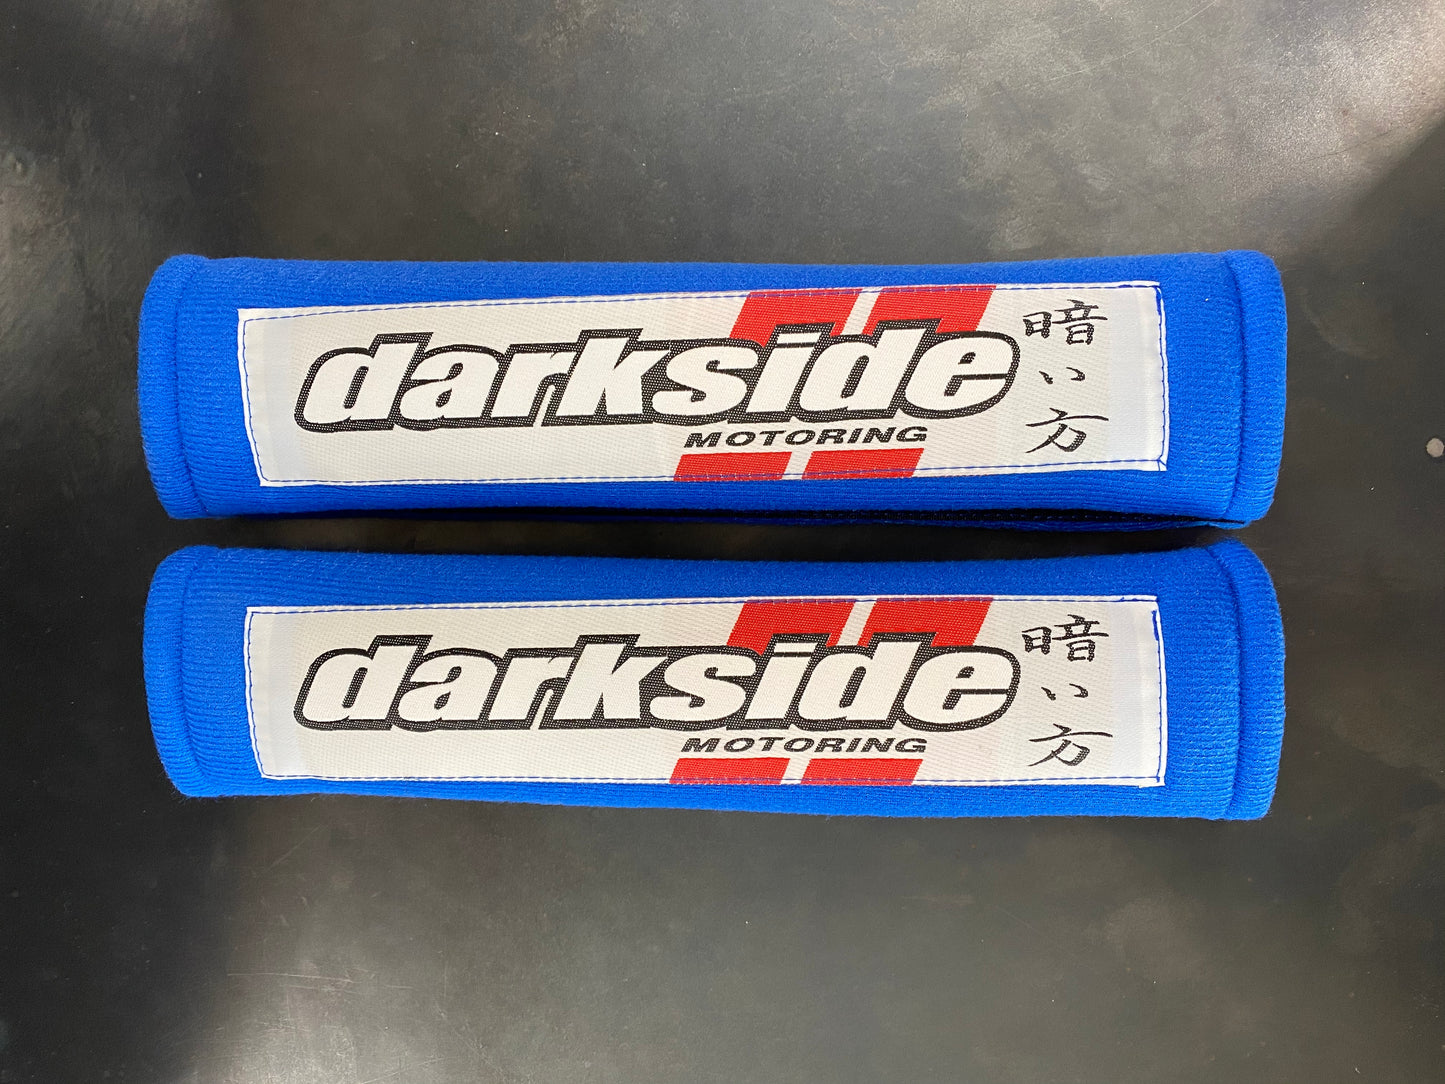 darkside
MOTORING
暗い方
darkside
MOTORING
暗い方